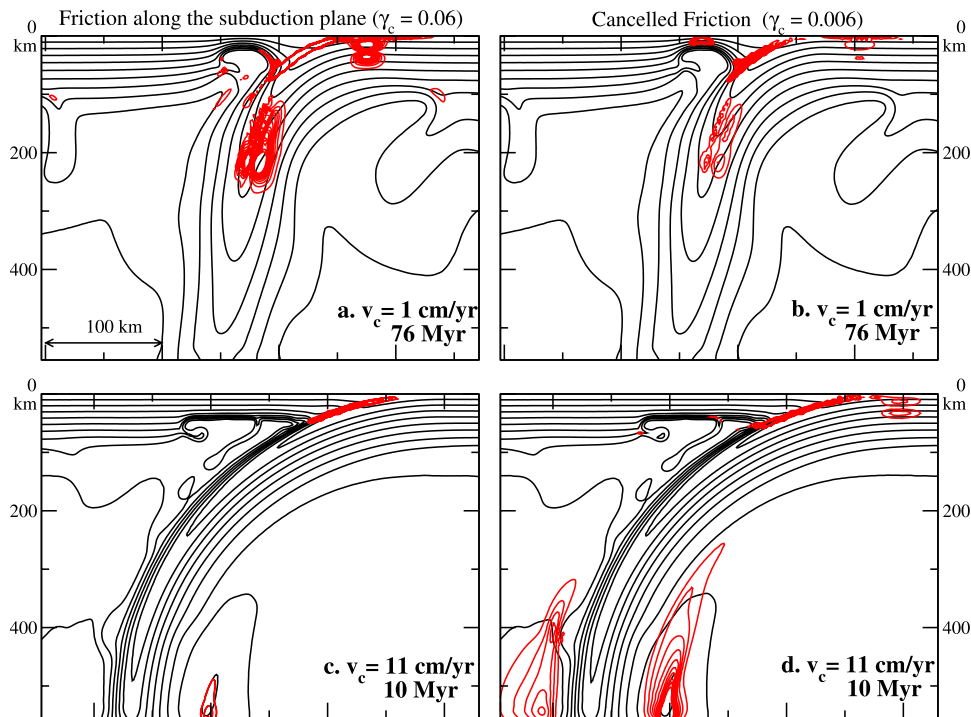 Friction along the subduction plane (γc = 0.06)
Cancelled Friction (γc = 0.006)
0
km
200
400
100 km
a. vc = 1 cm/yr
76 Myr
0
km
200
400
b. vc = 1 cm/yr
76 Myr
0
km
200
400
c. vc = 11 cm/yr
10 Myr
0
km
200
400
d. vc = 11 cm/yr
10 Myr